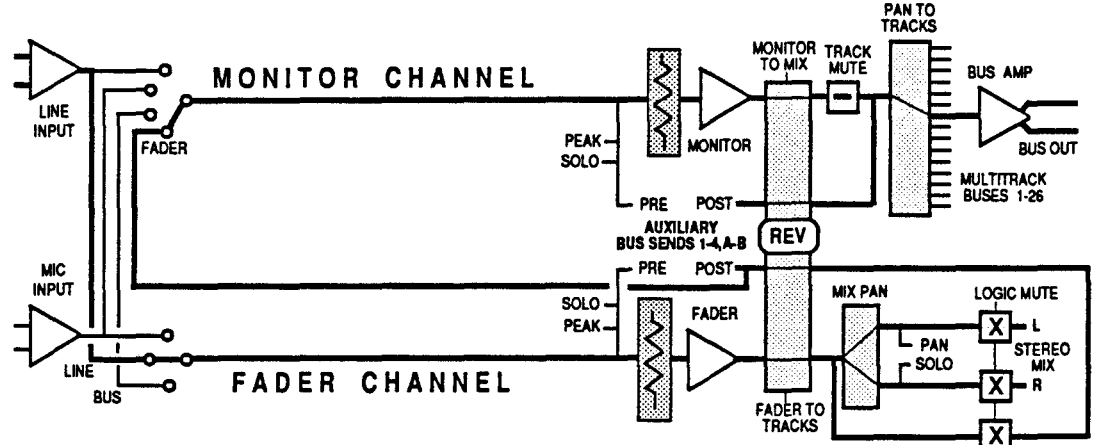 PAN TO
TRACKS
MONITOR
TO MIX
TRACK
MUTE
BUS AMP
MONITOR CHANNEL
LINE
INPUT
FADER
PEAK
SOLO
MONITOR
BUS OUT
MULTITRACK
BUSES 1-26
PRE
POST
AUXILIARY
BUS SENDS 1-4,A-B
REV
PRE
POST
MIC
INPUT
MIX PAN
LOGIC MUTE
SOLO
PEAK
FADER
X
L
PAN
STEREO
MIX
SOLO
LINE
FADER CHANNEL
X
R
BUS
FADER TO
TRACKS
X